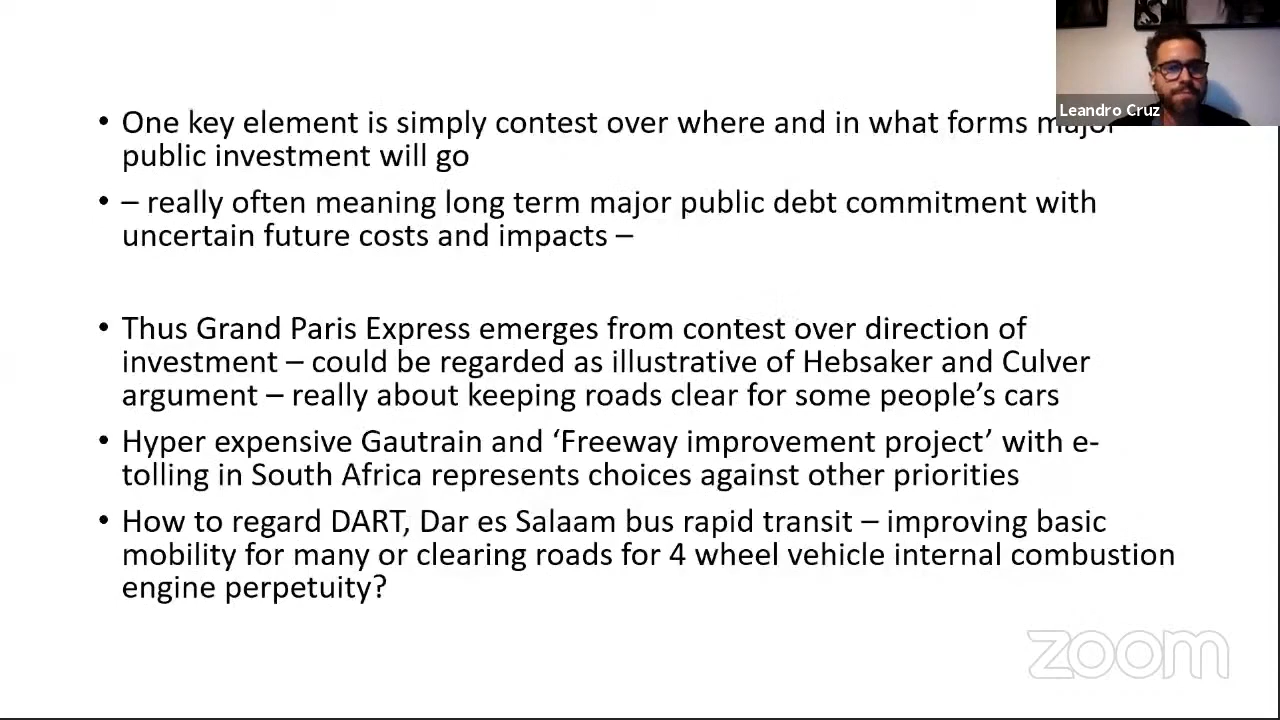 • One key element is simply contest over where and in what forms major
public investment will go
• – really often meaning long term major public debt commitment with
uncertain future costs and impacts –
• Thus Grand Paris Express emerges from contest over direction of
investment – could be regarded as illustrative of Hebsaker and Culver
argument – really about keeping roads clear for some people’s cars
• Hyper expensive Gautrain and ‘Freeway improvement project’ with e-
tolling in South Africa represents choices against other priorities
• How to regard DART, Dar es Salaam bus rapid transit – improving basic
mobility for many or clearing roads for 4 wheel vehicle internal combustion
engine perpetuity?
Leandro Cruz
zoom